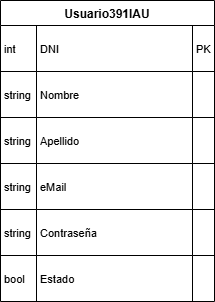 Usuario391IAU
int DNI PK
string Nombre
string Apellido
string eMail
string Contraseña
bool Estado